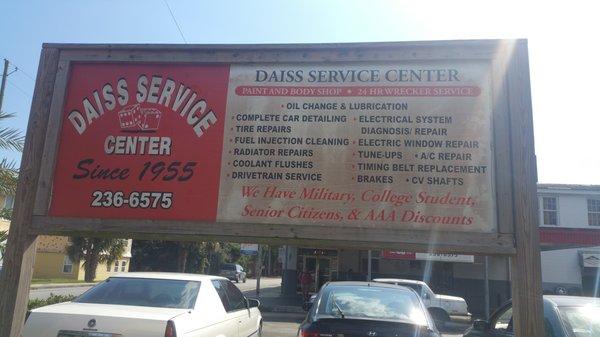 DAISS SERVICE
CENTER
Since 1955
236-6575
DAISS SERVICE CENTER
PAINT AND BODY SHOP • 24 HR WRECKER SERVICE
• OIL CHANGE & LUBRICATION
• COMPLETE CAR DETAILING
• TIRE REPAIRS
• FUEL INJECTION CLEANING
• RADIATOR REPAIRS
• COOLANT FLUSHES
• DRIVETRAIN SERVICE
• ELECTRICAL SYSTEM
DIAGNOSIS/ REPAIR
• ELECTRIC WINDOW REPAIR
• TUNE-UPS • A/C REPAIR
• TIMING BELT REPLACEMENT
• BRAKES • CV SHAFTS
We Have Military, College Student,
Senior Citizens, & AAA Discounts